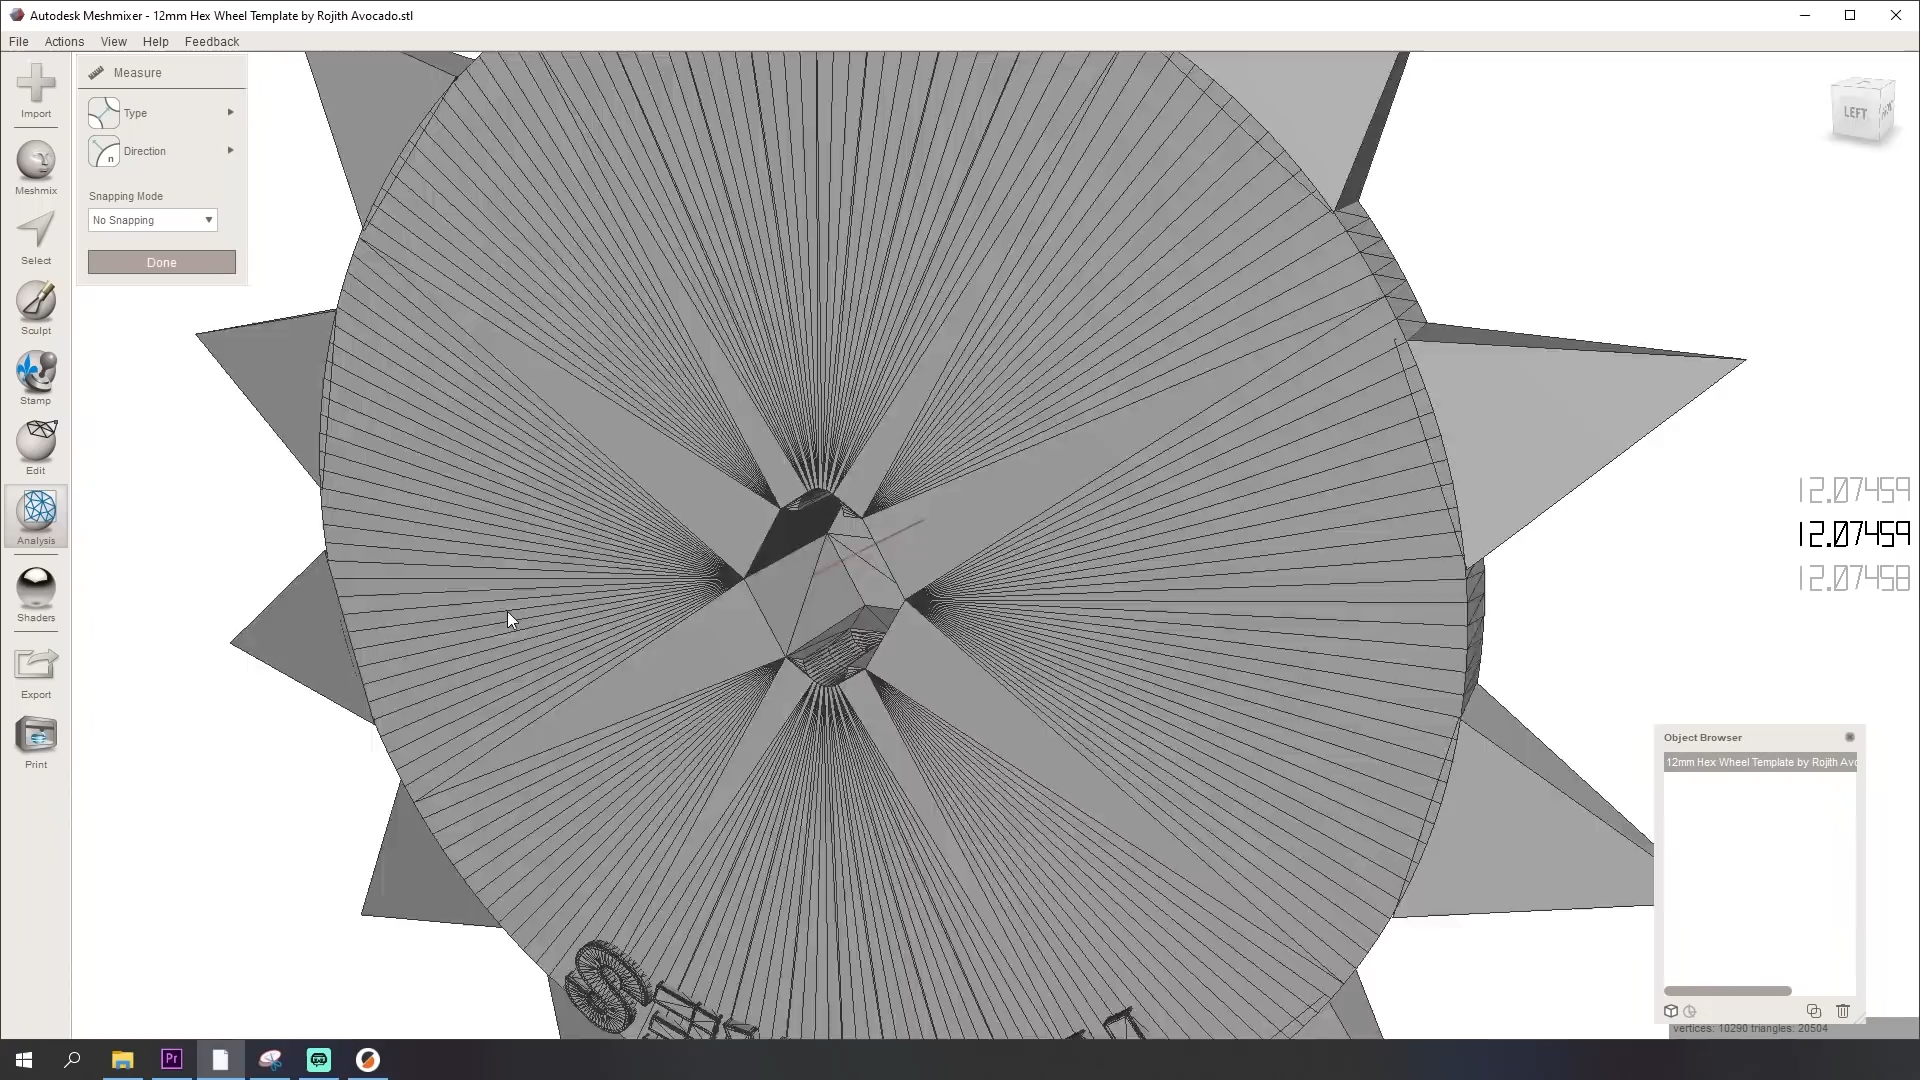 Autodesk Meshmixer - 12mm Hex Wheel Template by Rojith Avocado.stl
File Actions View Help Feedback
Import
Meshmix
Select
Sculpt
Stamp
Edit
Analysis
Shaders
Export
Print
Measure
Type
Direction
n
Snapping Mode
No Snapping
Done
LEFT
12.07459
12.07459
12.07458
Object Browser
12mm Hex Wheel Template by Rojith Avo
vertices: 10290 triangles: 20504
Pr